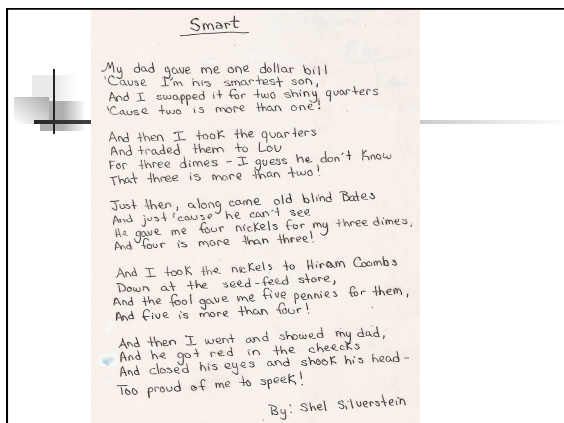 Smart
My dad gave me one dollar bill
'Cause I'm his smartest son,
And I swapped it for two shiny quarters
'Cause two is more than one!
And then I took the quarters
And traded them to Lou
For three dimes - I guess he don't know
That three is more than two!
Just then, along came old blind Bates
And just 'cause he can't see
He gave me four nickels for my three dimes,
And four is more than three!
And I took the nickels to Hiram Coombs
Down at the seed-feed store,
And the fool gave me five pennies for them,
And five is more than four!
And then I went and showed my dad,
And he got red in the cheecks
And closed his eyes and shook his head-
Too proud of me to speek!
By: Shel Silverstein